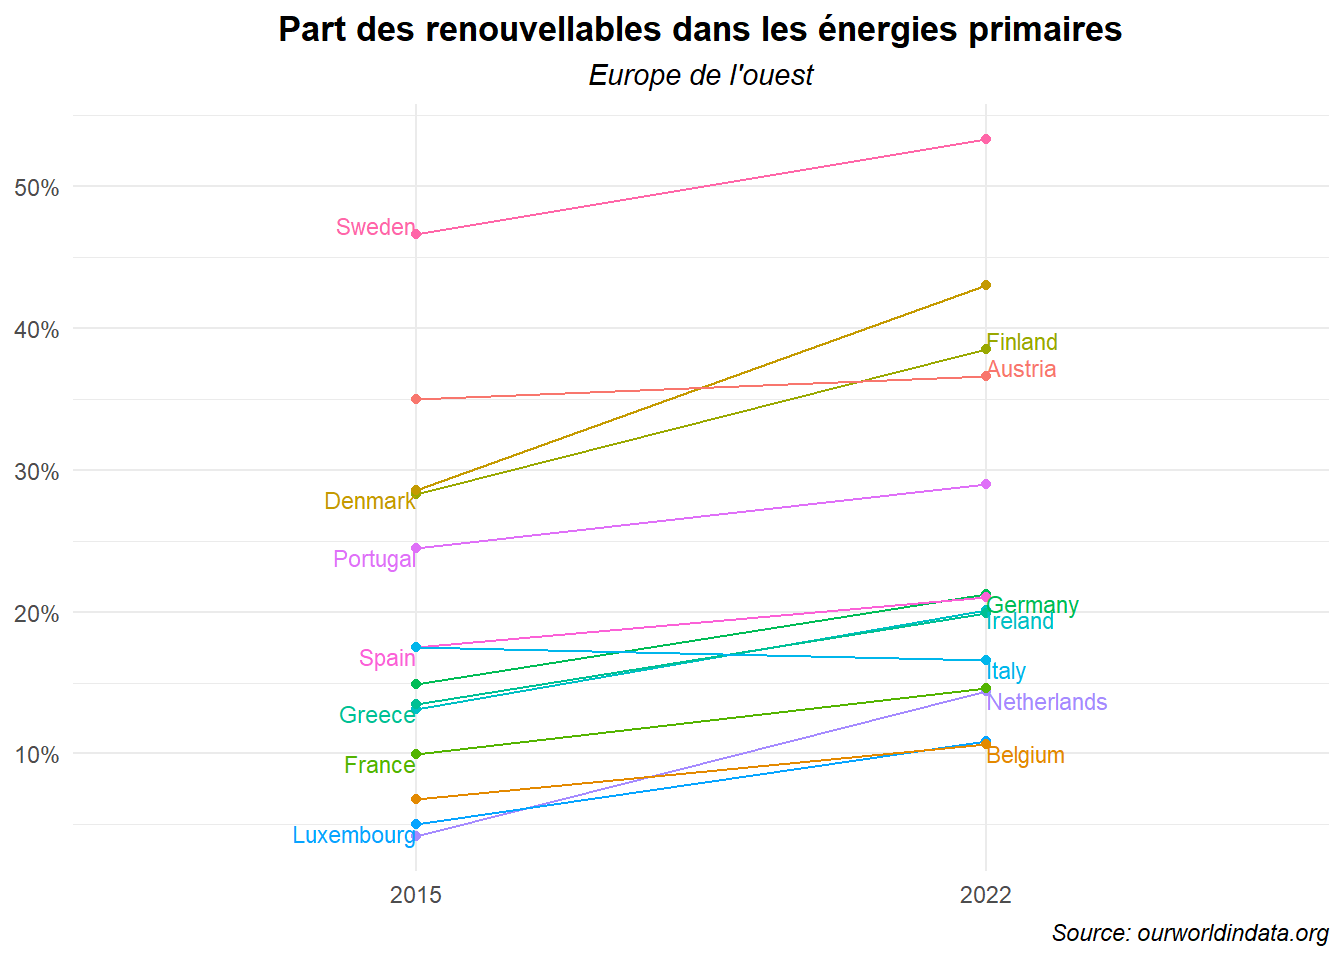 Part des renouvellables dans les énergies primaires
Europe de l'ouest
50%
40%
30%
20%
10%
Sweden
Finland
Austria
Denmark
Portugal
Germany
Ireland
Spain
Italy
Netherlands
Greece
France
Belgium
Luxembourg
2015
2022
Source: ourworldindata.org